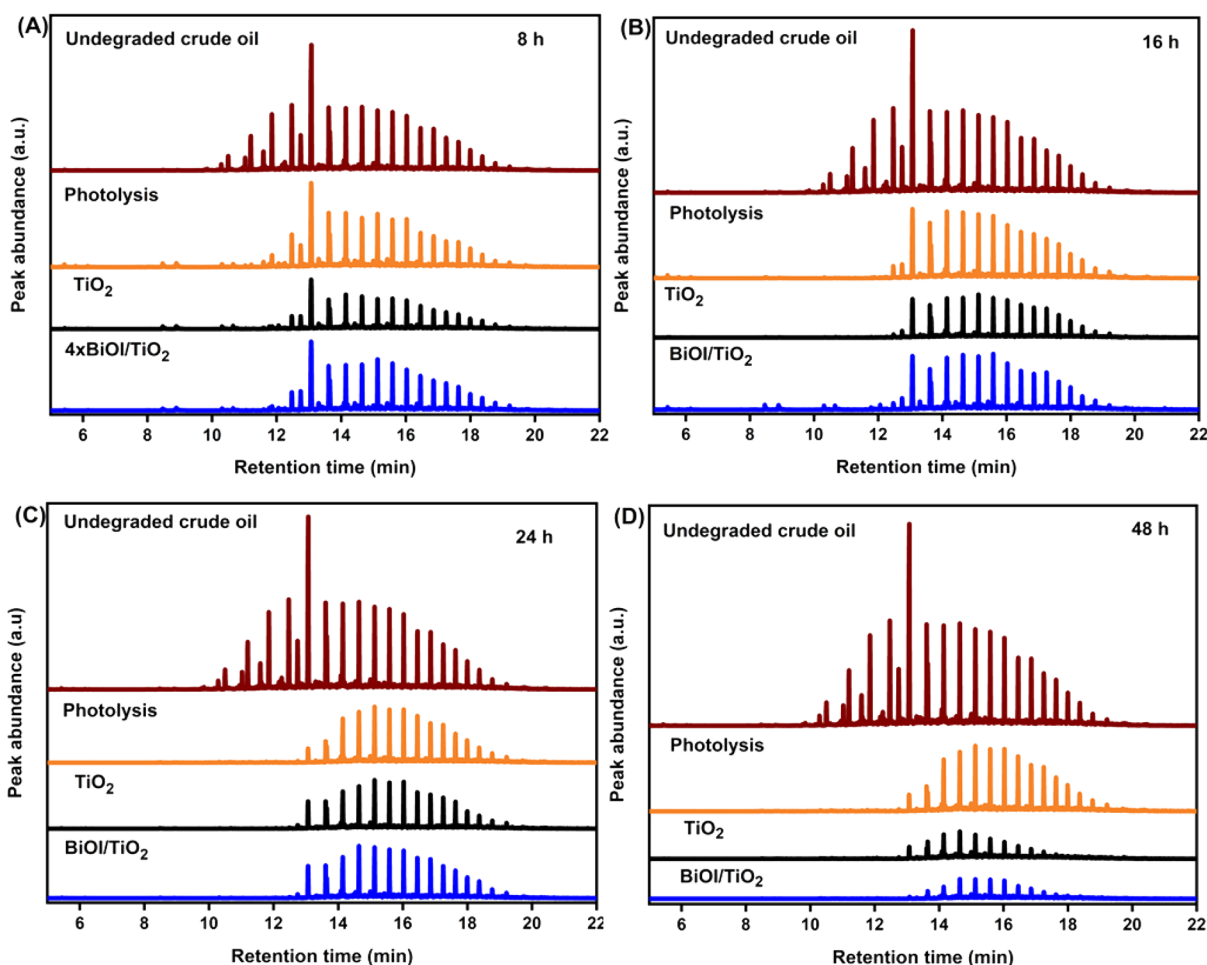 (A)
Undegraded crude oil
8 h
Photolysis
TiO₂
4xBiOI/TiO₂
Peak abundance (a.u.)
6 8 10 12 14 16 18 20 22
Retention time (min)
(B)
Undegraded crude oil
16 h
Photolysis
TiO₂
BiOI/TiO₂
Peak abundance (a.u.)
6 8 10 12 14 16 18 20 22
Retention time (min)
(C)
Undegraded crude oil
24 h
Photolysis
TiO₂
BiOI/TiO₂
Peak abundance (a.u)
6 8 10 12 14 16 18 20 22
Retention time (min)
(D)
Undegraded crude oil
48 h
Photolysis
TiO₂
BiOI/TiO₂
Peak abundance (a.u.)
6 8 10 12 14 16 18 20 22
Retention time (min)